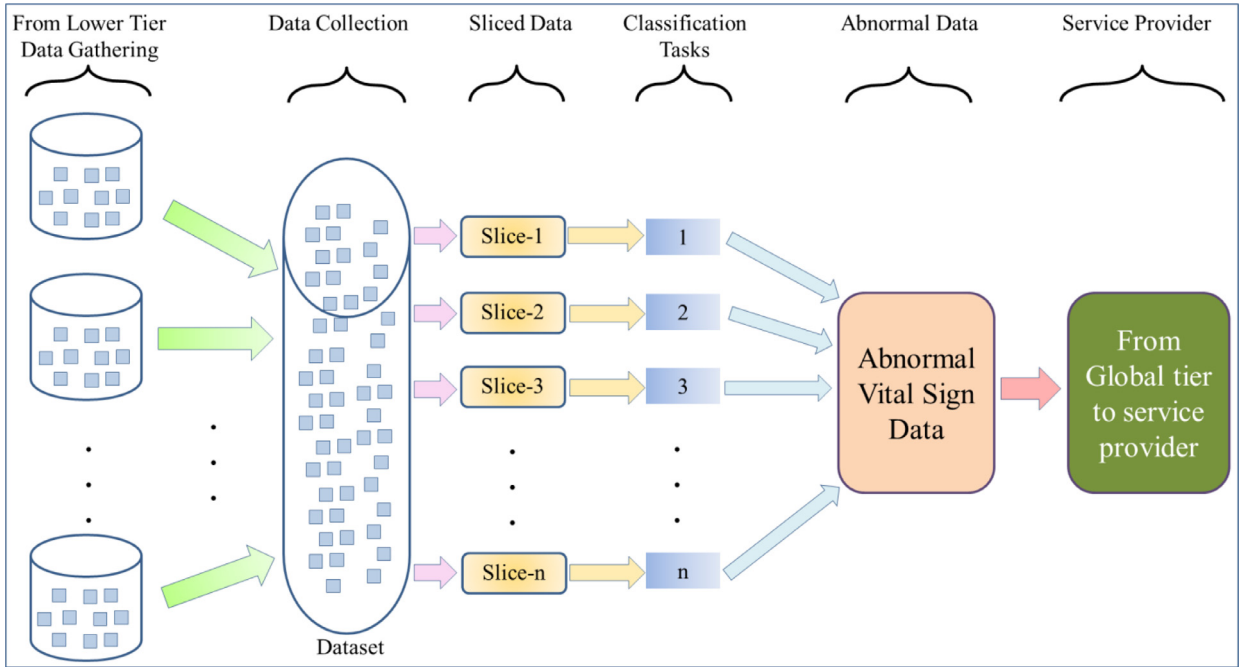 From Lower Tier
Data Gathering
Data Collection
Sliced Data
Classification
Tasks
Abnormal Data
Service Provider
Slice-1
1
Slice-2
2
Slice-3
3
Slice-n
n
Dataset
Abnormal
Vital Sign
Data
From
Global tier
to service
provider